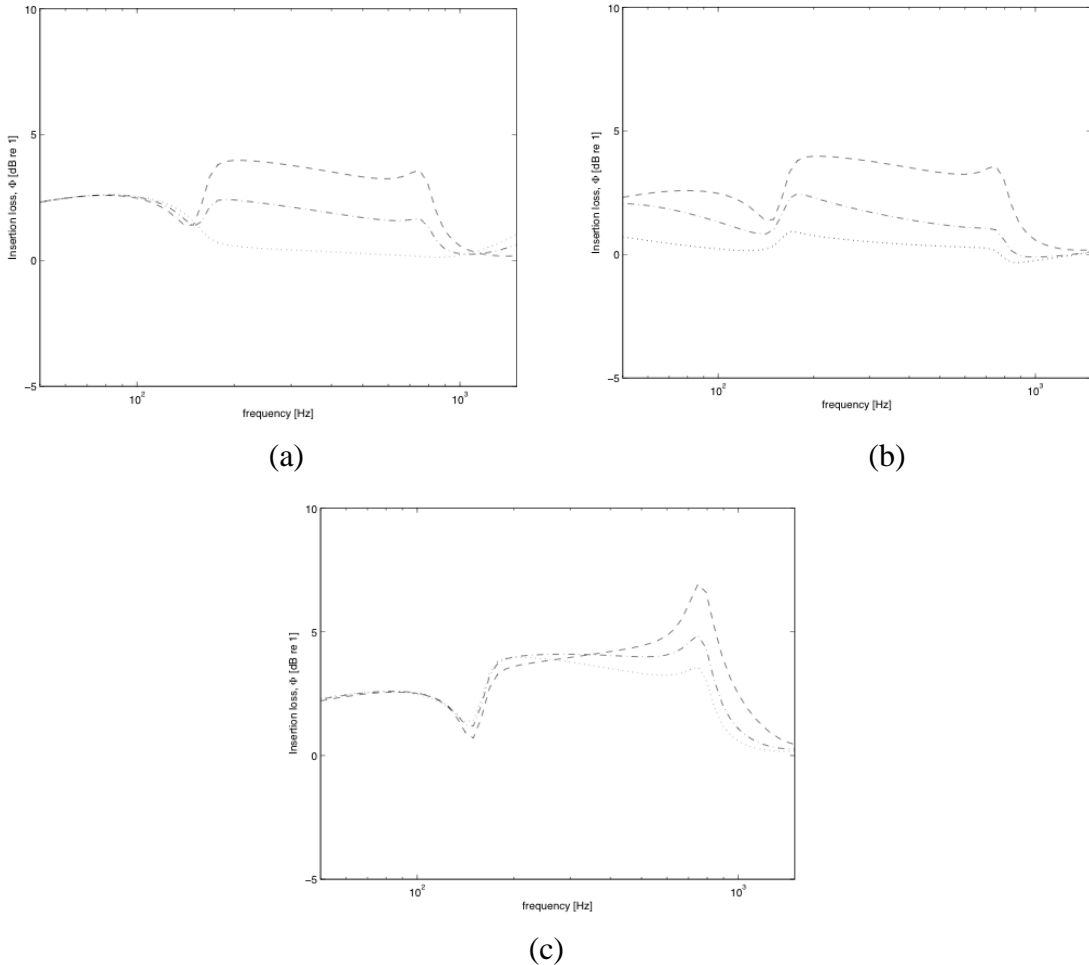 10
5
0
−5
Insertion loss, Φ [dB re 1]
10²
10³
frequency [Hz]
(a)
10
5
0
−5
Insertion loss, Φ [dB re 1]
10²
10³
frequency [Hz]
(b)
10
5
0
−5
Insertion loss, Φ [dB re 1]
10²
10³
frequency [Hz]
(c)